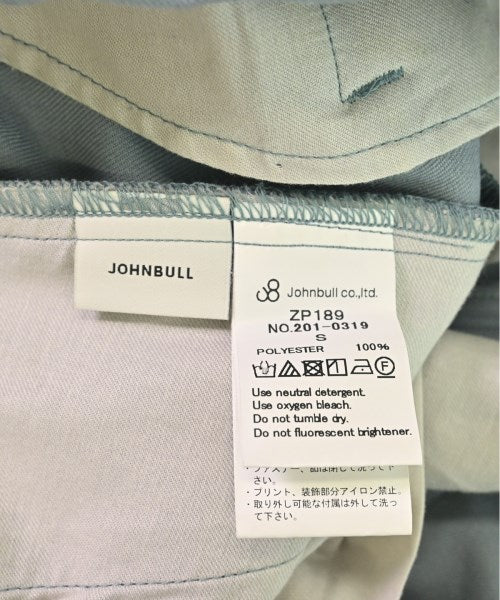 JOHNBULL
Johnbull co.,ltd.
ZP189
NO.201-0319
S
POLYESTER 100%
Use neutral detergent.
Use oxygen bleach.
Do not tumble dry.
Do not fluorescent brightener.
さい。
・プリント、装飾部分アイロン禁止。
・取り外し可能な付属は外して洗っ
て下さい。